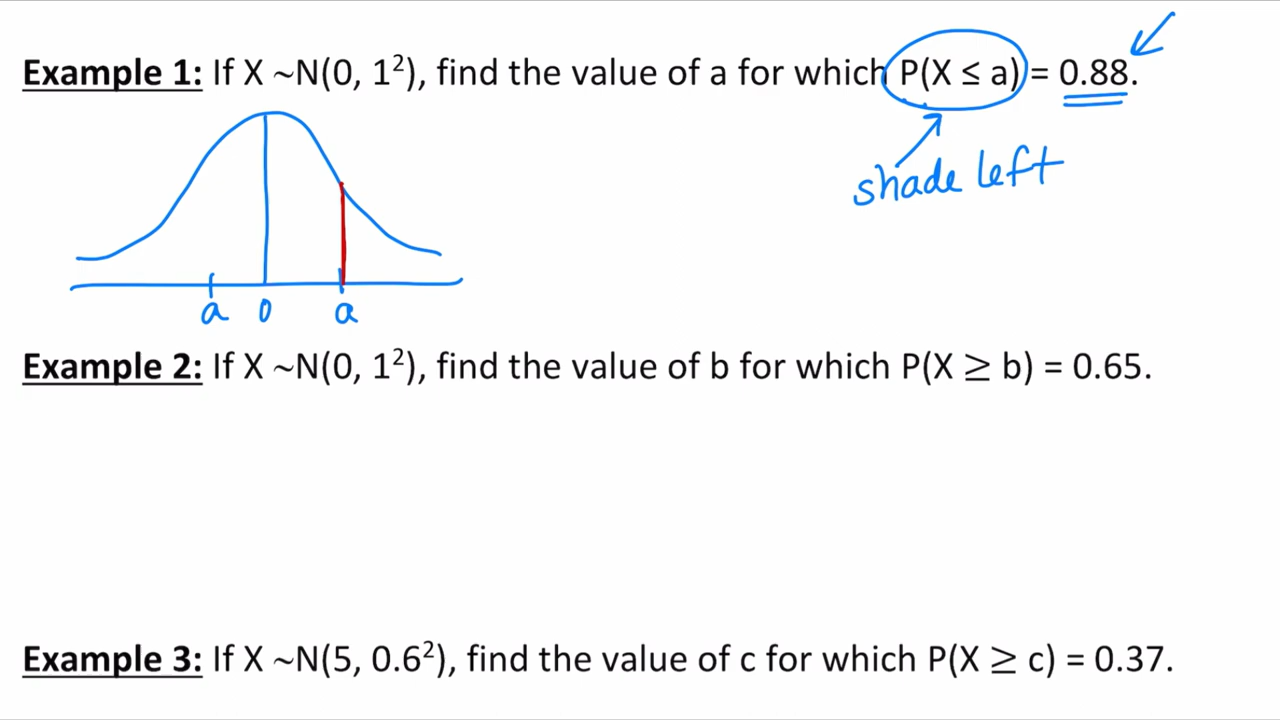 Example 1: If X ~N(0, 1²), find the value of a for which P(X ≤ a) = 0.88.
shade left
a 0 a
Example 2: If X ~N(0, 1²), find the value of b for which P(X ≥ b) = 0.65.
Example 3: If X ~N(5, 0.6²), find the value of c for which P(X ≥ c) = 0.37.